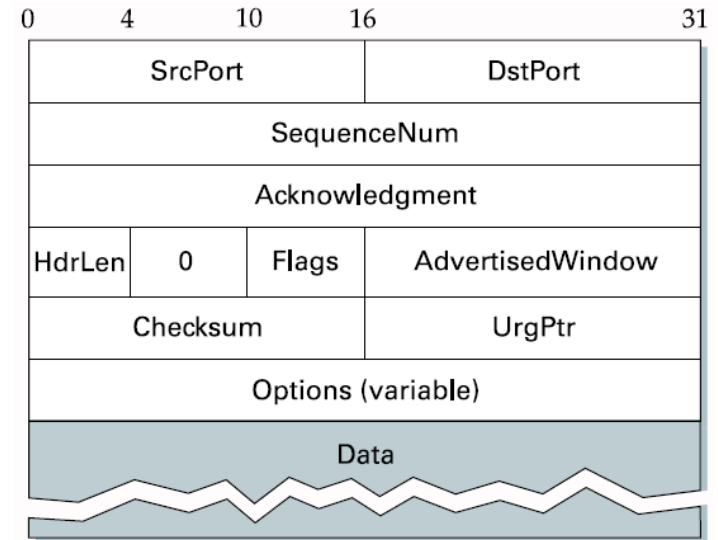 0 4 10 16 31
SrcPort DstPort
SequenceNum
Acknowledgment
HdrLen 0 Flags AdvertisedWindow
Checksum UrgPtr
Options (variable)
Data